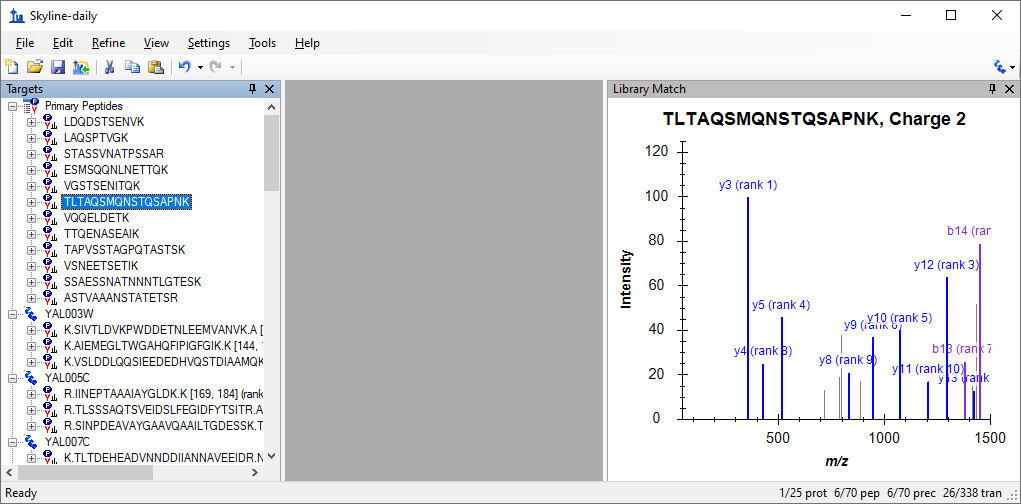 Skyline-daily
File Edit Refine View Settings Tools Help
Targets
Primary Peptides
LDQDSTSENVK
LAQSPTVGK
STASSVNATPSSAR
ESMSQQNLNETTQK
VGSTSENITQK
TLTAQSMQNSTQSAPNK
VQQELDETK
TTQENASEAIK
TAPVSSTAGPQTASTSK
VSNEETSETIK
SSAESSNATNNNTLGTESK
ASTVAAANSTATETSR
YAL003W
K.SIVTLDVKPWDDETNLEEMVANVK.A [
K.AIEMEGLTWGAHQFIPIGFGIK.K [144,
K.VSLDDLQQSIEEDEDHVQSTDIAAMQK
YAL005C
R.IINEPTAAAIAYGLDK.K [169, 184] (rank
R.TLSSSAQTSVEIDSLFEGIDFYTSITR.A
R.SINPDEAVAYGAAVQAAILTGDESSK.T
YAL007C
K.TLTDEHEADVNNDDIIANNAVEEIDR.N
Library Match
TLTAQSMQNSTQSAPNK, Charge 2
Intensity
120
100
80
60
40
20
0
y3 (rank 1)
b14 (ran
y12 (rank 3)
y5 (rank 4)
y10 (rank 5)
y9 (rank 6)
y4 (rank 8)
b13 (rank 7
y8 (rank 9)
y11 (rank 10)
y13 (rank
500
1000
1500
m/z
Ready
1/25 prot 6/70 pep 6/70 prec 26/338 tran